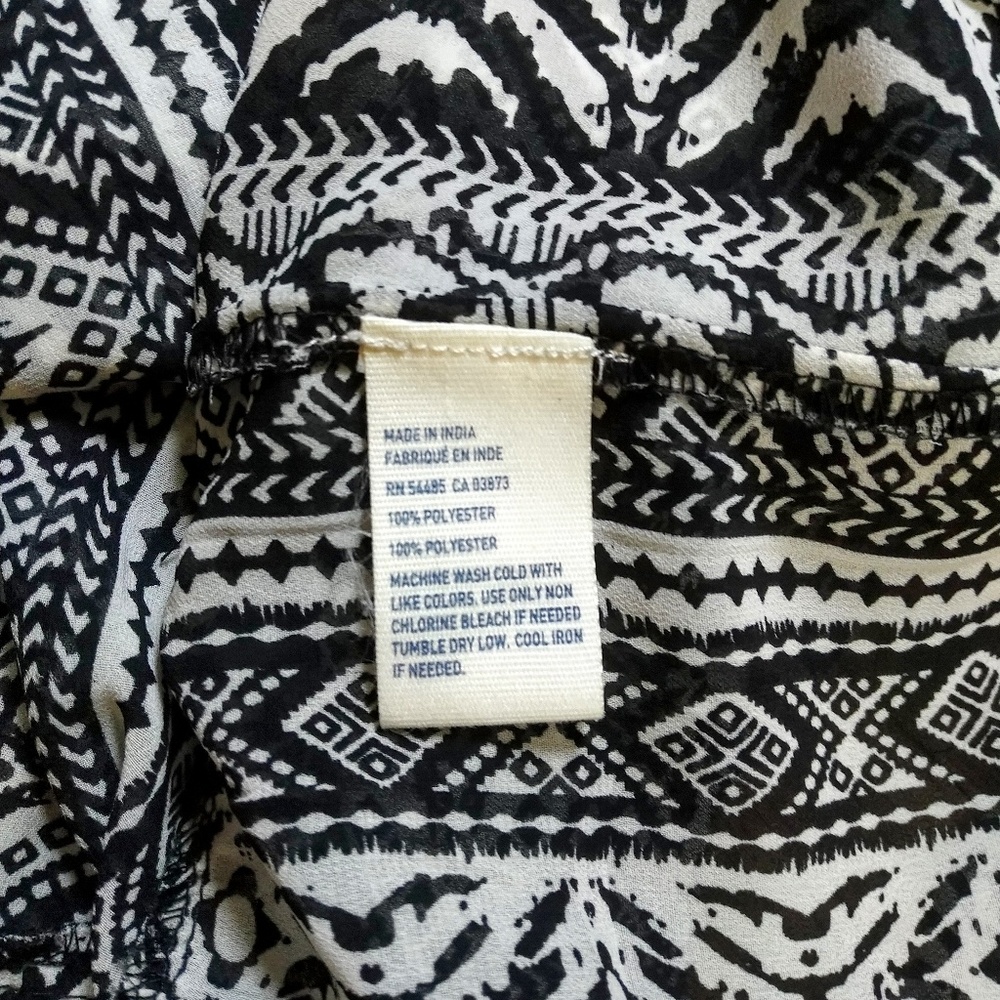 MADE IN INDIA
FABRIQUÉ EN INDE
RN 54485 CA 03873
100% POLYESTER
100% POLYESTER
MACHINE WASH COLD WITH
LIKE COLORS. USE ONLY NON
CHLORINE BLEACH IF NEEDED
TUMBLE DRY LOW. COOL IRON
IF NEEDED.